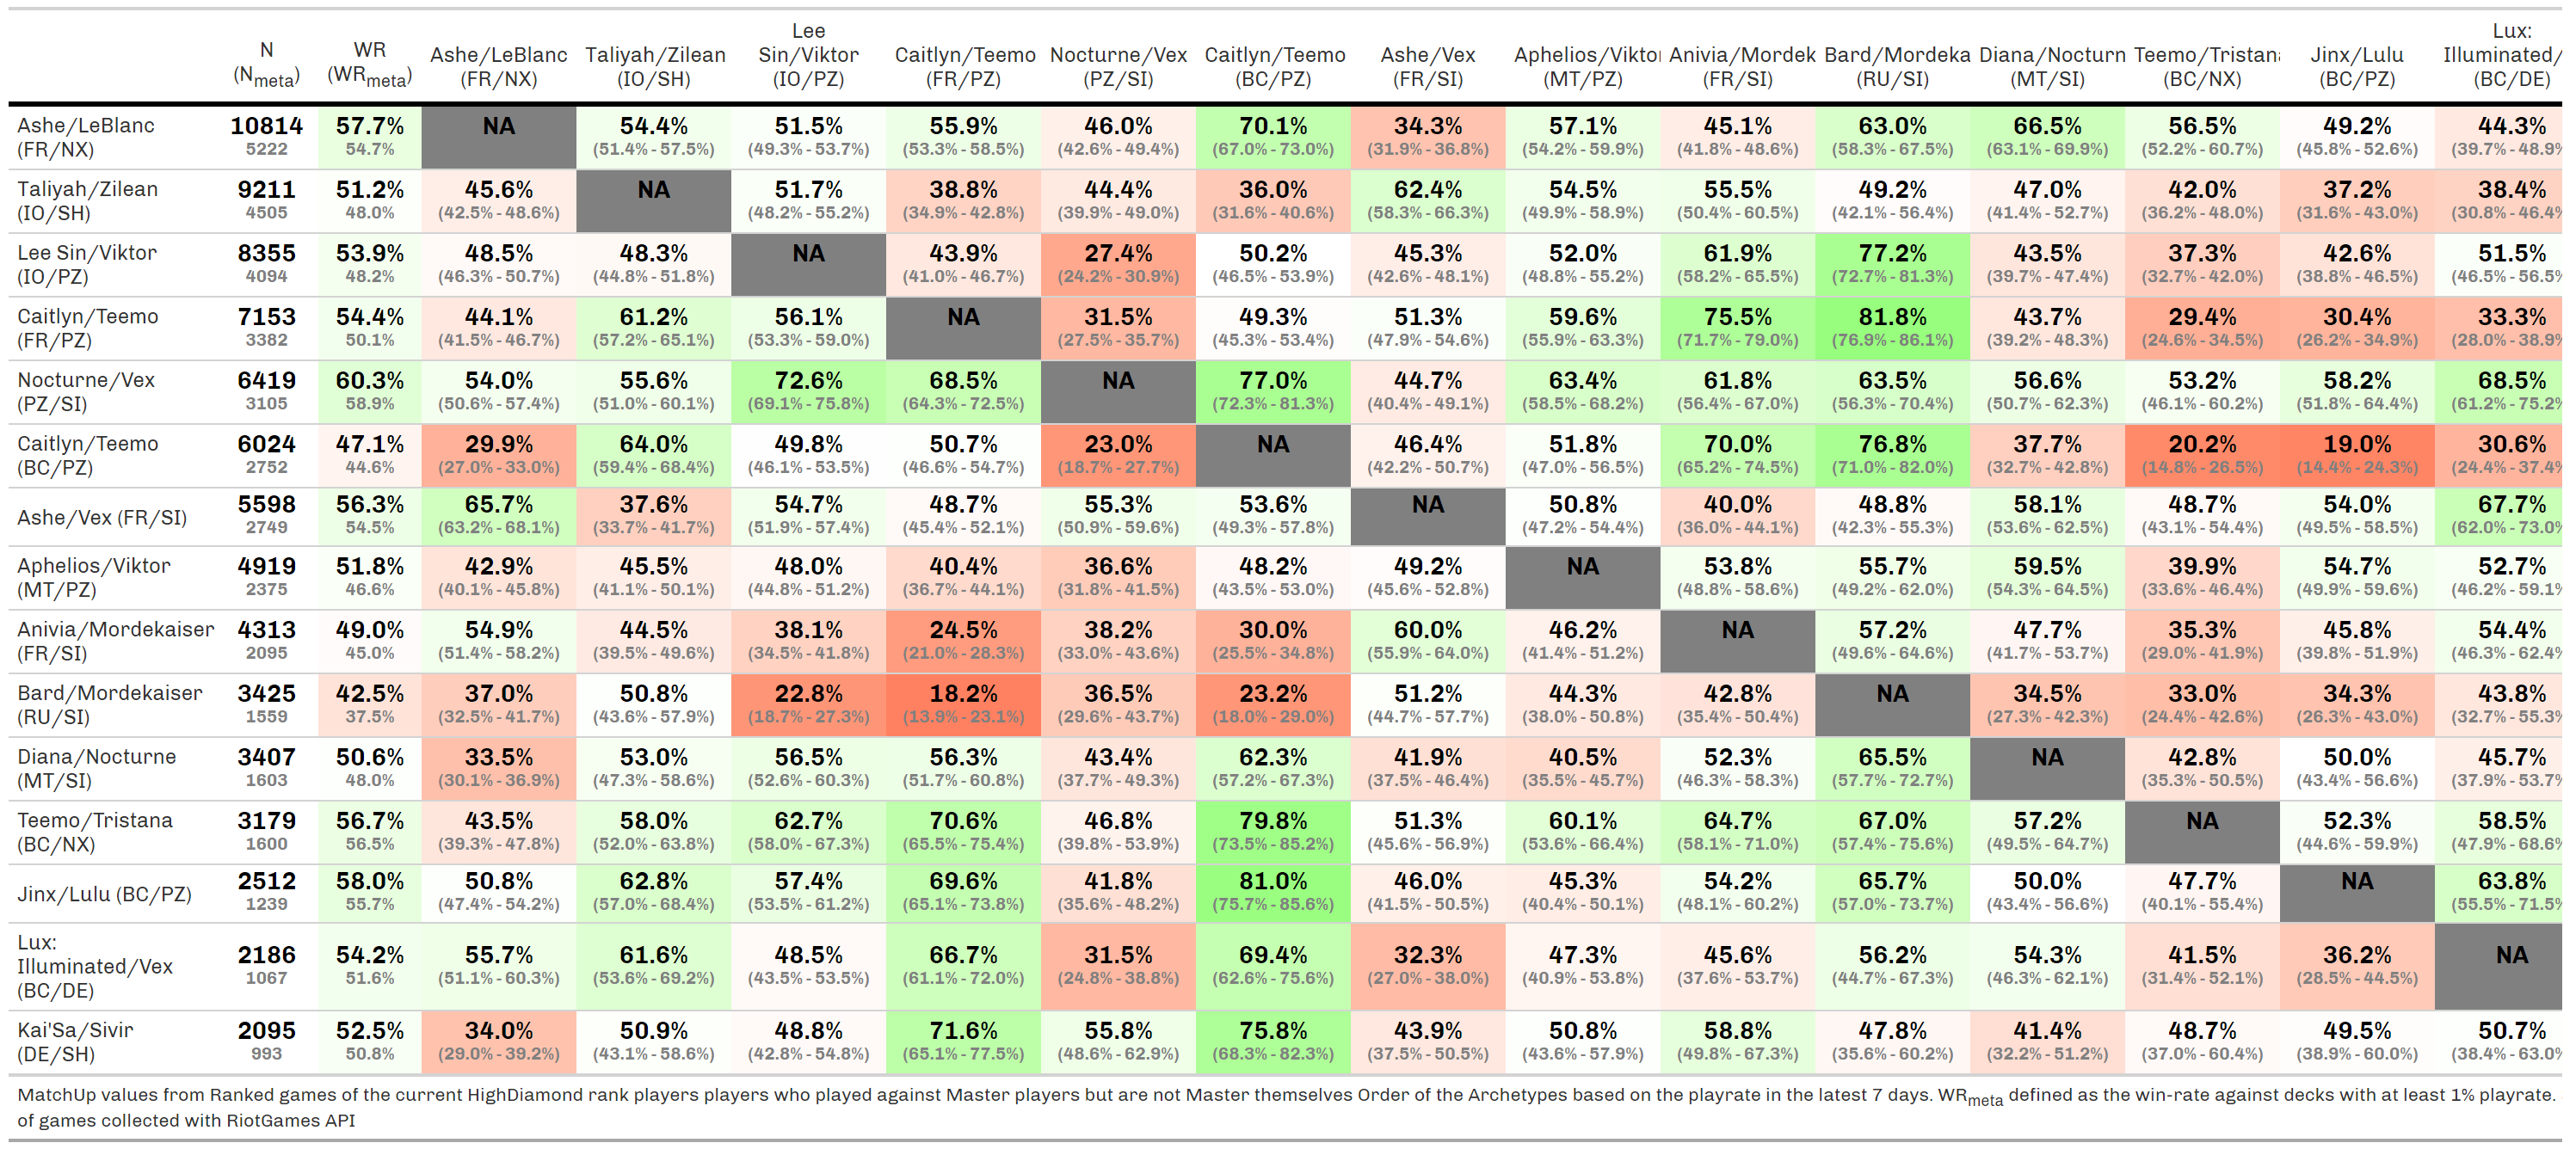 N (N_meta) WR (WR_meta) Ashe/LeBlanc (FR/NX) Taliyah/Zilean (IO/SH) Lee Sin/Viktor (IO/PZ) Caitlyn/Teemo (FR/PZ) Nocturne/Vex (PZ/SI) Caitlyn/Teemo (BC/PZ) Ashe/Vex (FR/SI) Aphelios/Viktor (MT/PZ) Anivia/Mordek (FR/SI) Bard/Mordeka (RU/SI) Diana/Nocturn (MT/SI) Teemo/Tristana (BC/NX) Jinx/Lulu (BC/PZ) Lux: Illuminated/ (BC/DE)
Ashe/LeBlanc 10814 57.7% NA 54.4% 51.5% 55.9% 46.0% 70.1% 34.3% 57.1% 45.1% 63.0% 66.5% 56.5% 49.2% 44.3%
(FR/NX) 5222 54.7% (51.4% - 57.5%) (49.3% - 53.7%) (53.3% - 58.5%) (42.6% - 49.4%) (67.0% - 73.0%) (31.9% - 36.8%) (54.2% - 59.9%) (41.8% - 48.6%) (58.3% - 67.5%) (63.1% - 69.9%) (52.2% - 60.7%) (45.8% - 52.6%) (39.7% - 48.9%
Taliyah/Zilean 9211 51.2% 45.6% NA 51.7% 38.8% 44.4% 36.0% 62.4% 54.5% 55.5% 49.2% 47.0% 42.0% 37.2% 38.4%
(IO/SH) 4505 48.0% (42.5% - 48.6%) (48.2% - 55.2%) (34.9% - 42.8%) (39.9% - 49.0%) (31.6% - 40.6%) (58.3% - 66.3%) (49.9% - 58.9%) (50.4% - 60.5%) (42.1% - 56.4%) (41.4% - 52.7%) (36.2% - 48.0%) (31.6% - 43.0%) (30.8% - 46.4%
Lee Sin/Viktor 8355 53.9% 48.5% 48.3% NA 43.9% 27.4% 50.2% 45.3% 52.0% 61.9% 77.2% 43.5% 37.3% 42.6% 51.5%
(IO/PZ) 4094 48.2% (46.3% - 50.7%) (44.8% - 51.8%) (41.0% - 46.7%) (24.2% - 30.9%) (46.5% - 53.9%) (42.6% - 48.1%) (48.8% - 55.2%) (58.2% - 65.5%) (72.7% - 81.3%) (39.7% - 47.4%) (32.7% - 42.0%) (38.8% - 46.5%) (46.5% - 56.5%
Caitlyn/Teemo 7153 54.4% 44.1% 61.2% 56.1% NA 31.5% 49.3% 51.3% 59.6% 75.5% 81.8% 43.7% 29.4% 30.4% 33.3%
(FR/PZ) 3382 50.1% (41.5% - 46.7%) (57.2% - 65.1%) (53.3% - 59.0%) (27.5% - 35.7%) (45.3% - 53.4%) (47.9% - 54.6%) (55.9% - 63.3%) (71.7% - 79.0%) (76.9% - 86.1%) (39.2% - 48.3%) (24.6% - 34.5%) (26.2% - 34.9%) (28.0% - 38.9%
Nocturne/Vex 6419 60.3% 54.0% 55.6% 72.6% 68.5% NA 77.0% 44.7% 63.4% 61.8% 63.5% 56.6% 53.2% 58.2% 68.5%
(PZ/SI) 3105 58.9% (50.6% - 57.4%) (51.0% - 60.1%) (69.1% - 75.8%) (64.3% - 72.5%) (72.3% - 81.3%) (40.4% - 49.1%) (58.5% - 68.2%) (56.4% - 67.0%) (56.3% - 70.4%) (50.7% - 62.3%) (46.1% - 60.2%) (51.8% - 64.4%) (61.2% - 75.2%
Caitlyn/Teemo 6024 47.1% 29.9% 64.0% 49.8% 50.7% 23.0% NA 46.4% 51.8% 70.0% 76.8% 37.7% 20.2% 19.0% 30.6%
(BC/PZ) 2752 44.6% (27.0% - 33.0%) (59.4% - 68.4%) (46.1% - 53.5%) (46.6% - 54.7%) (18.7% - 27.7%) (42.2% - 50.7%) (47.0% - 56.5%) (65.2% - 74.5%) (71.0% - 82.0%) (32.7% - 42.8%) (14.8% - 26.5%) (14.4% - 24.3%) (24.4% - 37.4%
Ashe/Vex (FR/SI) 5598 56.3% 65.7% 37.6% 54.7% 48.7% 55.3% 53.6% NA 50.8% 40.0% 48.8% 58.1% 48.7% 54.0% 67.7%
2749 54.5% (63.2% - 68.1%) (33.7% - 41.7%) (51.9% - 57.4%) (45.4% - 52.1%) (50.9% - 59.6%) (49.3% - 57.8%) (47.2% - 54.4%) (36.0% - 44.1%) (42.3% - 55.3%) (53.6% - 62.5%) (43.1% - 54.4%) (49.5% - 58.5%) (62.0% - 73.0%
Aphelios/Viktor 4919 51.8% 42.9% 45.5% 48.0% 40.4% 36.6% 48.2% 49.2% NA 53.8% 55.7% 59.5% 39.9% 54.7% 52.7%
(MT/PZ) 2375 46.6% (40.1% - 45.8%) (41.1% - 50.1%) (44.8% - 51.2%) (36.7% - 44.1%) (31.8% - 41.5%) (43.5% - 53.0%) (45.6% - 52.8%) (48.8% - 58.6%) (49.2% - 62.0%) (54.3% - 64.5%) (33.6% - 46.4%) (49.9% - 59.6%) (46.2% - 59.1%
Anivia/Mordekaiser 4313 49.0% 54.9% 44.5% 38.1% 24.5% 38.2% 30.0% 60.0% 46.2% NA 57.2% 47.7% 35.3% 45.8% 54.4%
(FR/SI) 2095 45.0% (51.4% - 58.2%) (39.5% - 49.6%) (34.5% - 41.8%) (21.0% - 28.3%) (33.0% - 43.6%) (25.5% - 34.8%) (55.9% - 64.0%) (41.4% - 51.2%) (49.6% - 64.6%) (41.7% - 53.7%) (29.0% - 41.9%) (39.8% - 51.9%) (46.3% - 62.4%
Bard/Mordekaiser 3425 42.5% 37.0% 50.8% 22.8% 18.2% 36.5% 23.2% 51.2% 44.3% 42.8% NA 34.5% 33.0% 34.3% 43.8%
(RU/SI) 1559 37.5% (32.5% - 41.7%) (43.6% - 57.9%) (18.7% - 27.3%) (13.9% - 23.1%) (29.6% - 43.7%) (18.0% - 29.0%) (44.7% - 57.7%) (38.0% - 50.8%) (35.4% - 50.4%) (27.3% - 42.3%) (24.4% - 42.6%) (26.3% - 43.0%) (32.7% - 55.3%
Diana/Nocturne 3407 50.6% 33.5% 53.0% 56.5% 56.3% 43.4% 62.3% 41.9% 40.5% 52.3% 65.5% NA 42.8% 50.0% 45.7%
(MT/SI) 1603 48.0% (30.1% - 36.9%) (47.3% - 58.6%) (52.6% - 60.3%) (51.7% - 60.8%) (37.7% - 49.3%) (57.2% - 67.3%) (37.5% - 46.4%) (35.5% - 45.7%) (46.3% - 58.3%) (57.7% - 72.7%) (35.3% - 50.5%) (43.4% - 56.6%) (37.9% - 53.7%
Teemo/Tristana 3179 56.7% 43.5% 58.0% 62.7% 70.6% 46.8% 79.8% 51.3% 60.1% 64.7% 67.0% 57.2% NA 52.3% 58.5%
(BC/NX) 1600 56.5% (39.3% - 47.8%) (52.0% - 63.8%) (58.0% - 67.3%) (65.5% - 75.4%) (39.8% - 53.9%) (73.5% - 85.2%) (45.6% - 56.9%) (53.6% - 66.4%) (58.1% - 71.0%) (57.4% - 75.6%) (49.5% - 64.7%) (44.6% - 59.9%) (47.9% - 68.6%
Jinx/Lulu (BC/PZ) 2512 58.0% 50.8% 62.8% 57.4% 69.6% 41.8% 81.0% 46.0% 45.3% 54.2% 65.7% 50.0% 47.7% NA 63.8%
1239 55.7% (47.4% - 54.2%) (57.0% - 68.4%) (53.5% - 61.2%) (65.1% - 73.8%) (35.6% - 48.2%) (75.7% - 85.6%) (41.5% - 50.5%) (40.4% - 50.1%) (48.1% - 60.2%) (57.0% - 73.7%) (43.4% - 56.6%) (40.1% - 55.4%) (55.5% - 71.5%
Lux:
Illuminated/Vex 2186 54.2% 55.7% 61.6% 48.5% 66.7% 31.5% 69.4% 32.3% 47.3% 45.6% 56.2% 54.3% 41.5% 36.2% NA
(BC/DE) 1067 51.6% (51.1% - 60.3%) (53.6% - 69.2%) (43.5% - 53.5%) (61.1% - 72.0%) (24.8% - 38.8%) (62.6% - 75.6%) (27.0% - 38.0%) (40.9% - 53.8%) (37.6% - 53.7%) (44.7% - 67.3%) (46.3% - 62.1%) (31.4% - 52.1%) (28.5% - 44.5%)
Kai'Sa/Sivir 2095 52.5% 34.0% 50.9% 48.8% 71.6% 55.8% 75.8% 43.9% 50.8% 58.8% 47.8% 41.4% 48.7% 49.5% 50.7%
(DE/SH) 993 50.8% (29.0% - 39.2%) (43.1% - 58.6%) (42.8% - 54.8%) (65.1% - 77.5%) (48.6% - 62.9%) (68.3% - 82.3%) (37.5% - 50.5%) (43.6% - 57.9%) (49.8% - 67.3%) (35.6% - 60.2%) (32.2% - 51.2%) (37.0% - 60.4%) (38.9% - 60.0%) (38.4% - 63.0%
MatchUp values from Ranked games of the current HighDiamond rank players players who played against Master players but are not Master themselves Order of the Archetypes based on the playrate in the latest 7 days. WR_meta defined as the win-rate against decks with at least 1% playrate.
of games collected with RiotGames API